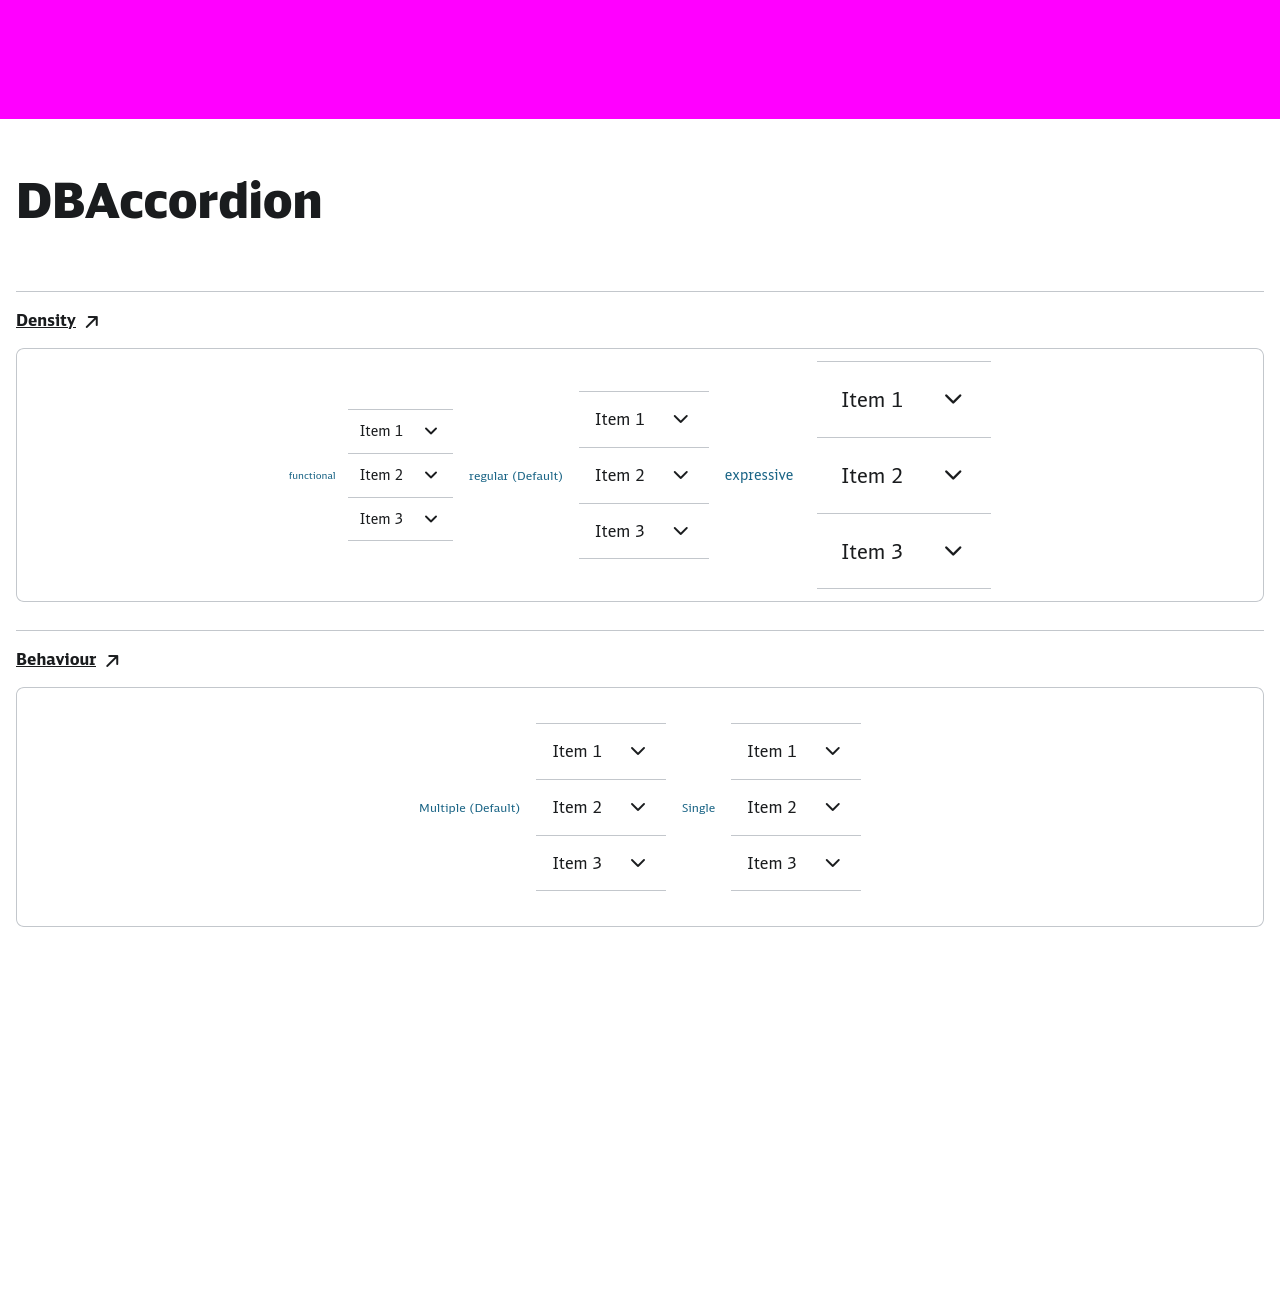 DBAccordion
Density
functional
Item 1
Item 2
Item 3
regular (Default)
Item 1
Item 2
Item 3
expressive
Item 1
Item 2
Item 3
Behaviour
Multiple (Default)
Item 1
Item 2
Item 3
Single
Item 1
Item 2
Item 3